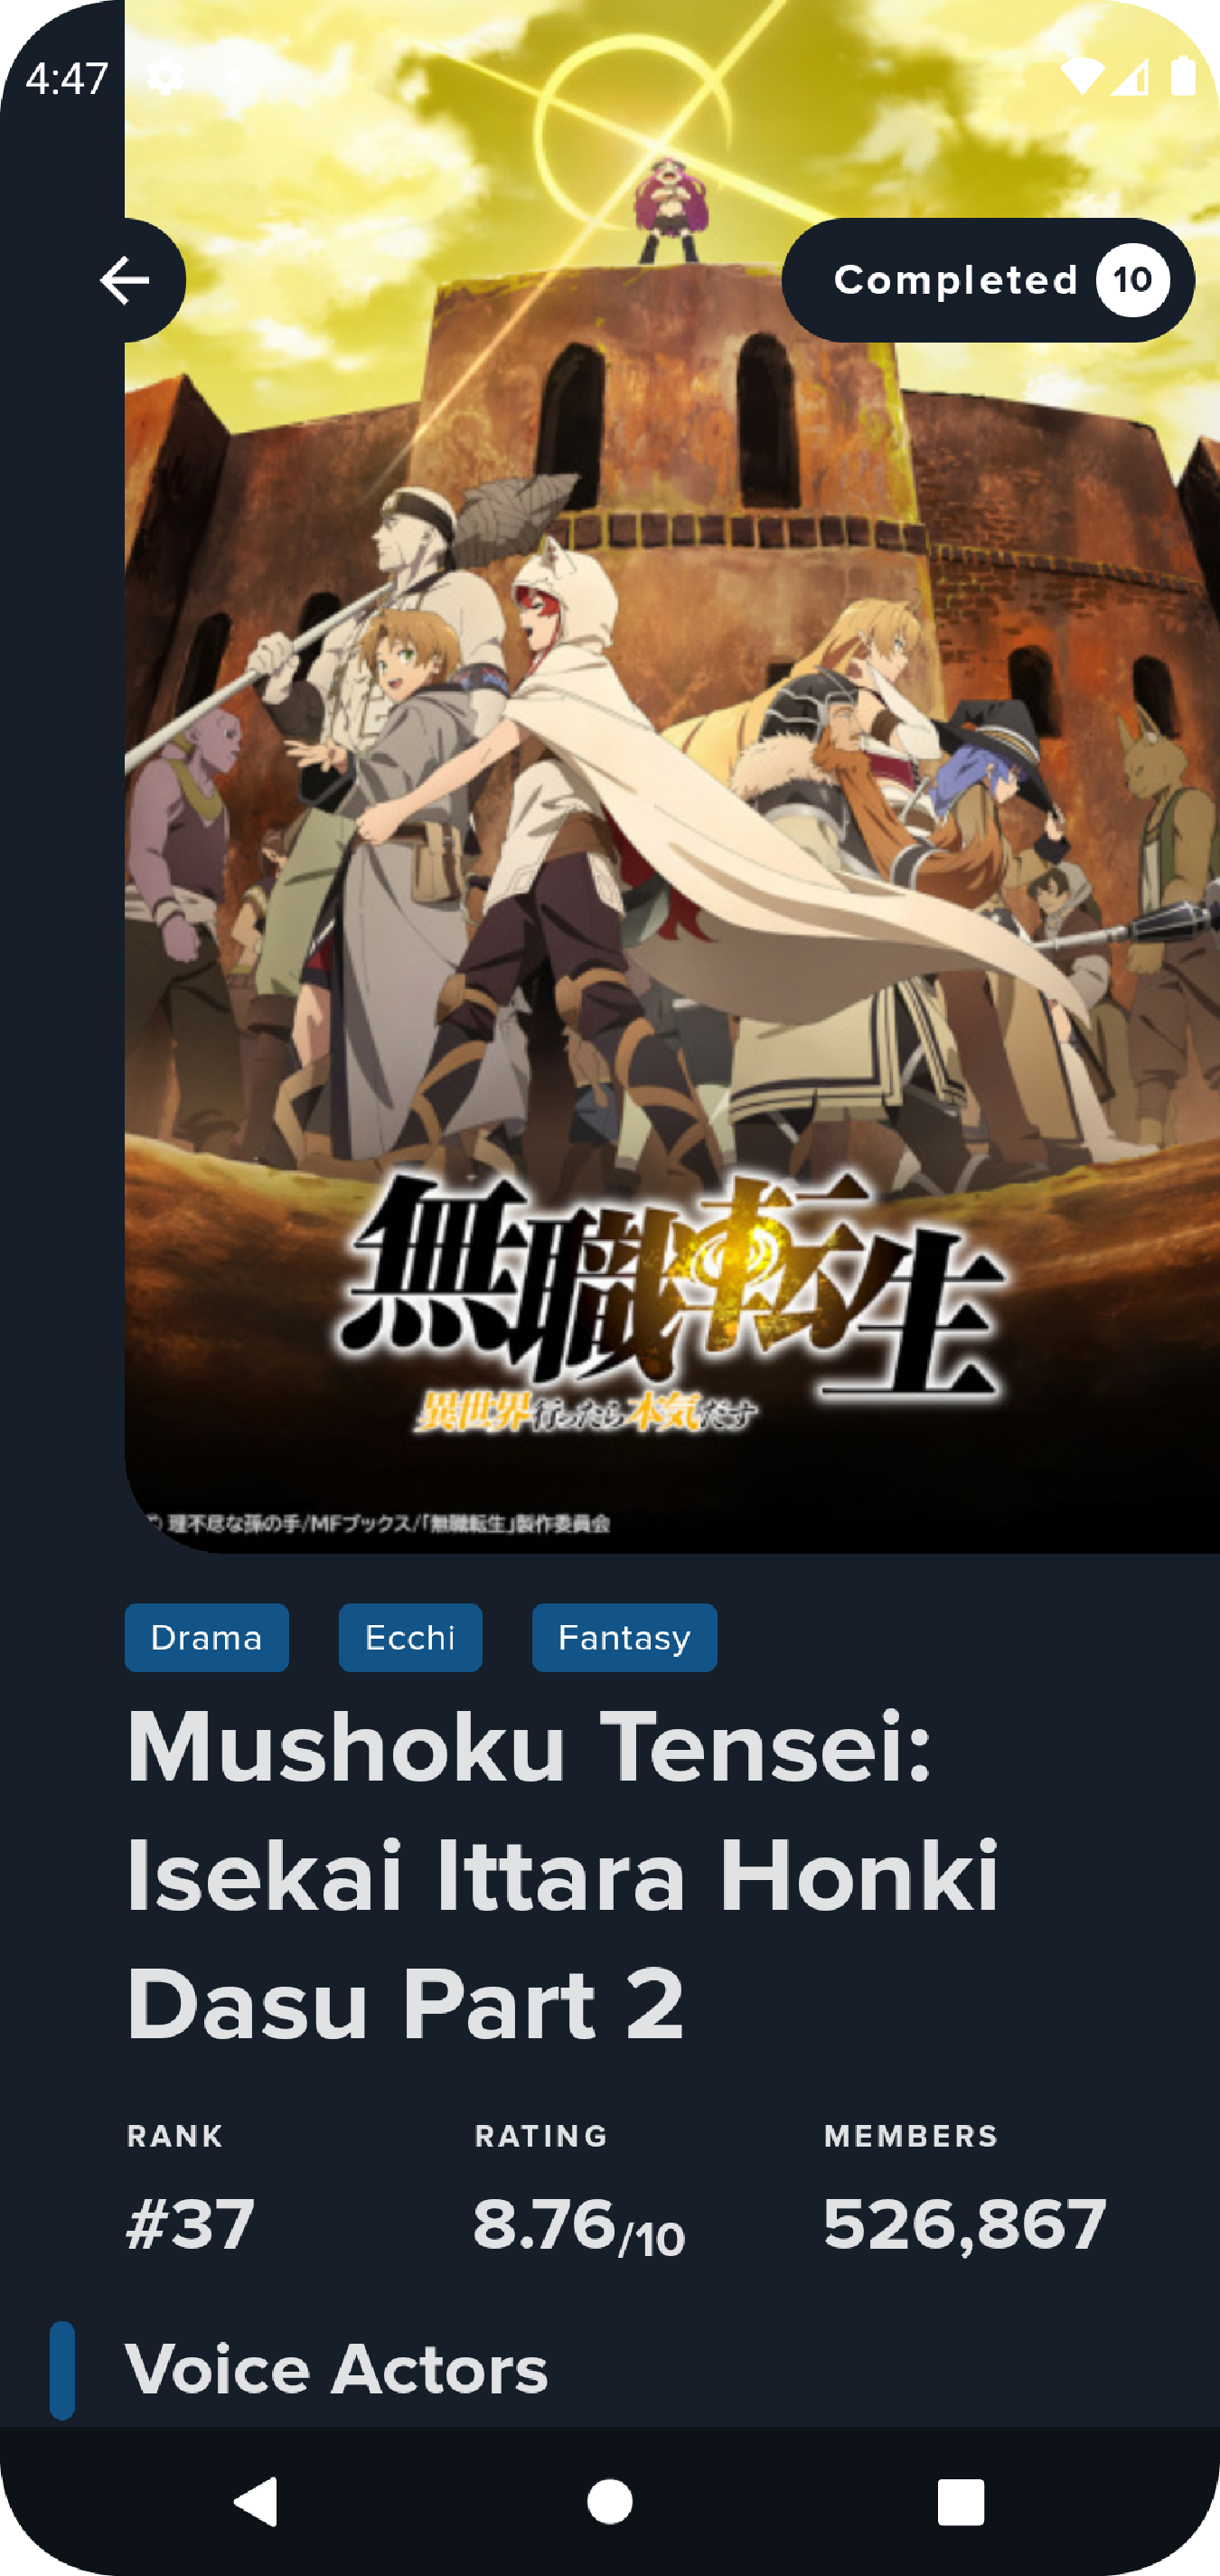 4:47
Completed 10
無職転生
異世界行ったら本気だす
© 理不尽な孫の手/MFブックス/「無職転生」製作委員会
Drama Ecchi Fantasy
Mushoku Tensei:
Isekai Ittara Honki
Dasu Part 2
RANK RATING MEMBERS
#37 8.76/10 526,867
Voice Actors